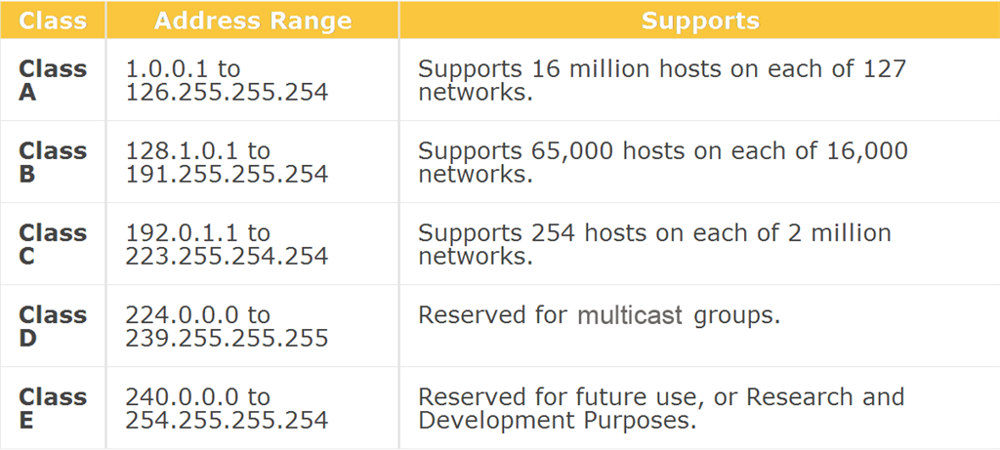 Class Address Range Supports
Class 1.0.0.1 to Supports 16 million hosts on each of 127
A 126.255.255.254 networks.
Class 128.1.0.1 to Supports 65,000 hosts on each of 16,000
B 191.255.255.254 networks.
Class 192.0.1.1 to Supports 254 hosts on each of 2 million
C 223.255.254.254 networks.
Class 224.0.0.0 to Reserved for multicast groups.
D 239.255.255.255
Class 240.0.0.0 to Reserved for future use, or Research and
E 254.255.255.254 Development Purposes.